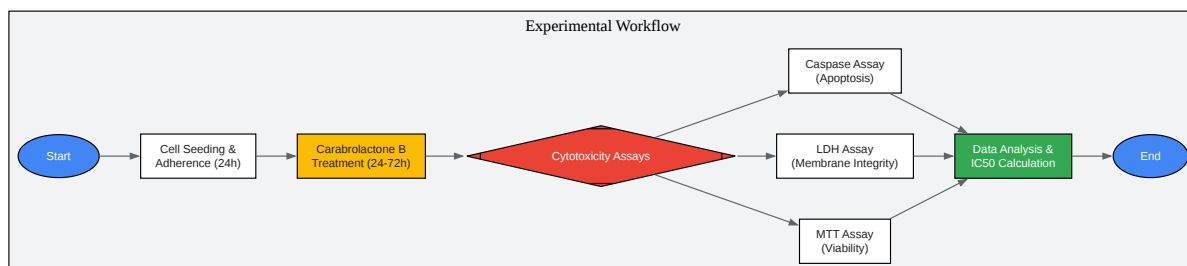 Experimental Workflow
Start
Cell Seeding &
Adherence (24h)
Carabrolactone B
Treatment (24-72h)
Cytotoxicity Assays
Caspase Assay
(Apoptosis)
LDH Assay
(Membrane Integrity)
MTT Assay
(Viability)
Data Analysis &
IC50 Calculation
End